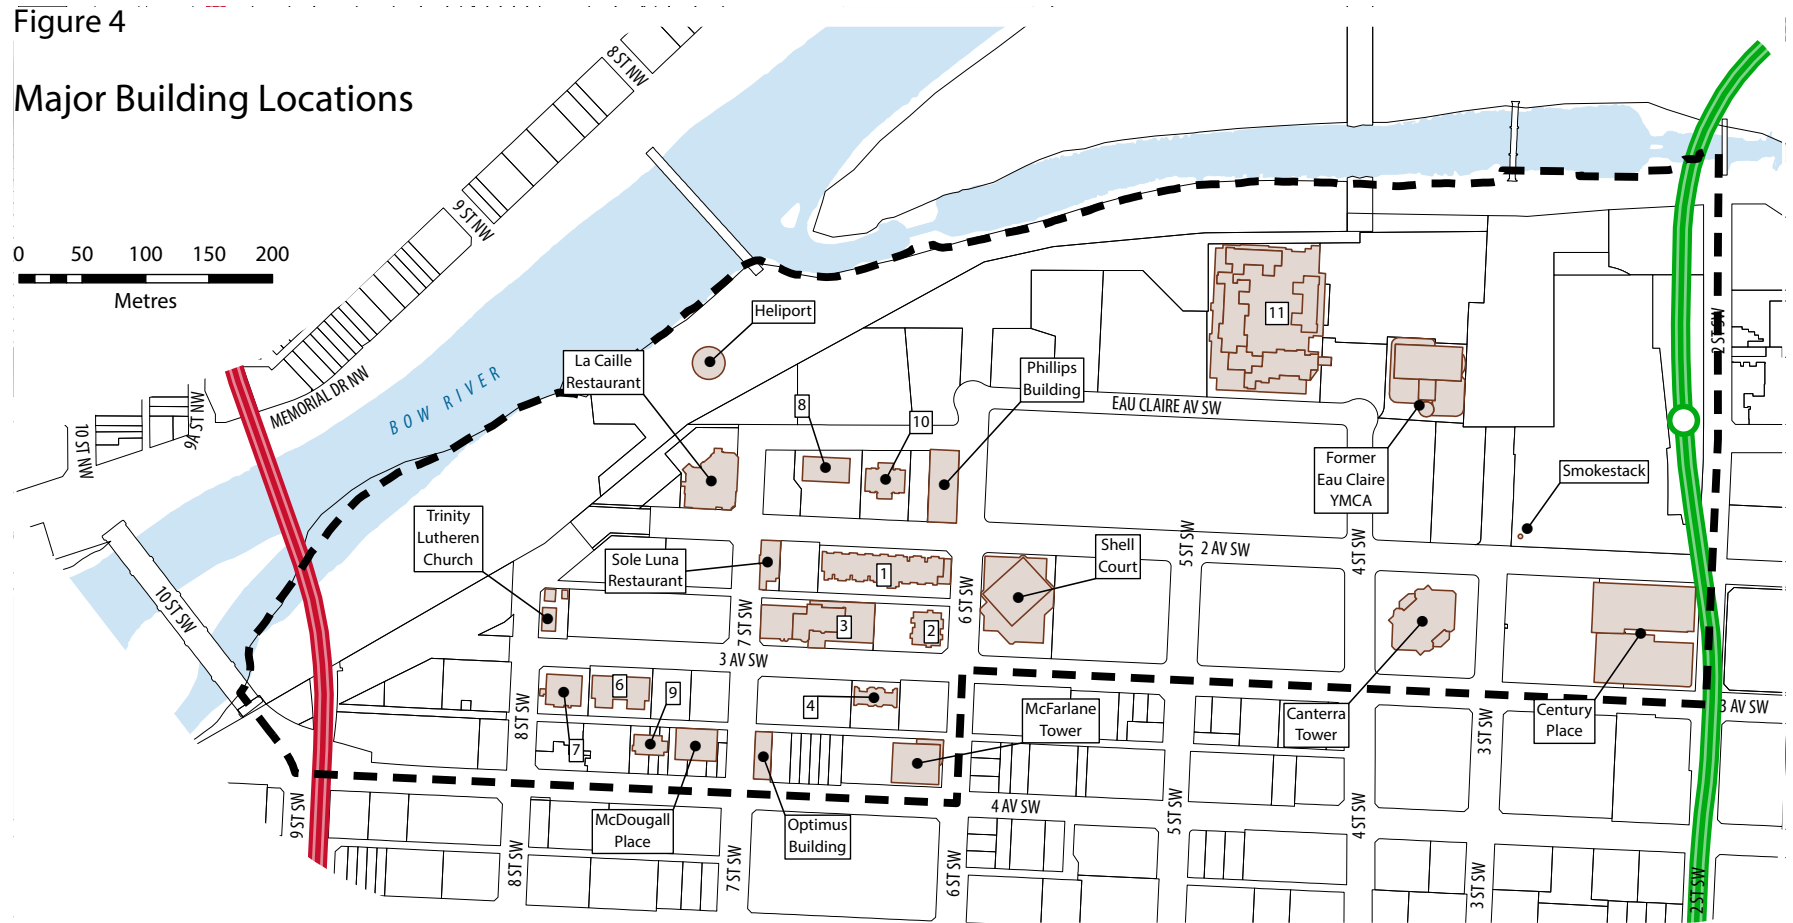 Figure 4
Major Building Locations
8 ST NW
9 ST NW
0 50 100 150 200
Metres
MEMORIAL DR NW
9A ST NW
10 ST NW
BOW RIVER
10 ST SW
Heliport
La Caille
Restaurant
Phillips
Building
11
2 ST SW
8
10
EAU CLAIRE AV SW
Former
Eau Claire
YMCA
Smokestack
Trinity
Lutheren
Church
Sole Luna
Restaurant
Shell
Court
5 ST SW
2 AV SW
4 ST SW
1
6 ST SW
7 ST SW
3
2
3 AV SW
8 ST SW
6
9
7
4
McFarlane
Tower
Canterra
Tower
3 ST SW
Century
Place
3 AV SW
9 ST SW
McDougall
Place
Optimus
Building
4 AV SW
5 ST SW
4 ST SW
8 ST SW
7 ST SW
6 ST SW
3 ST SW
2 ST SW